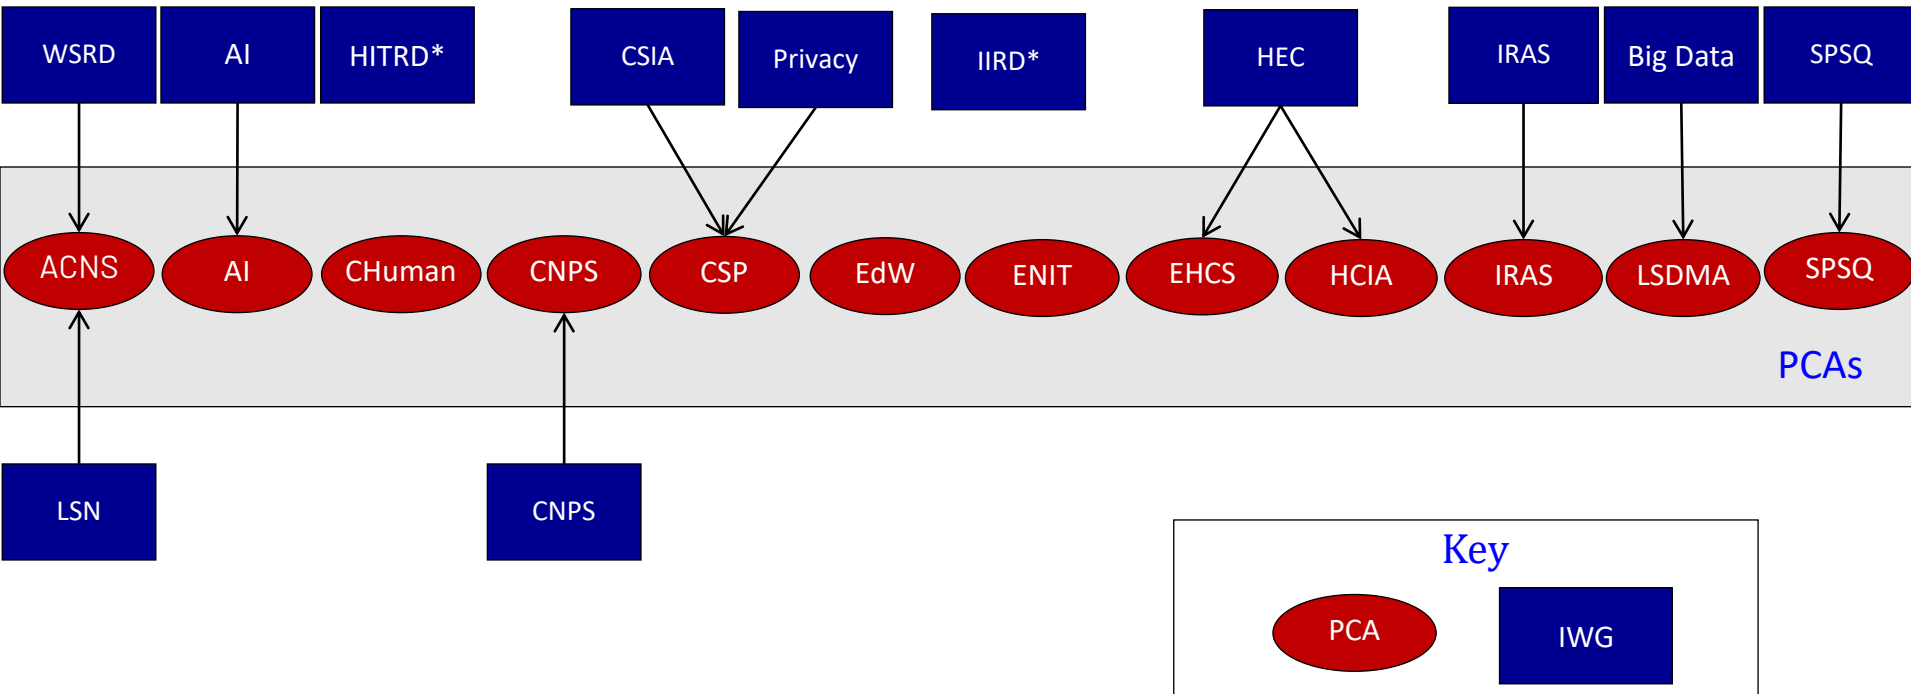 WSRD
AI
HITRD*
CSIA
Privacy
IIRD*
HEC
IRAS
Big Data
SPSQ
ACNS
AI
CHuman
CNPS
CSP
EdW
ENIT
EHCS
HCIA
IRAS
LSDMA
SPSQ
PCAs
LSN
CNPS
Key
PCA
IWG